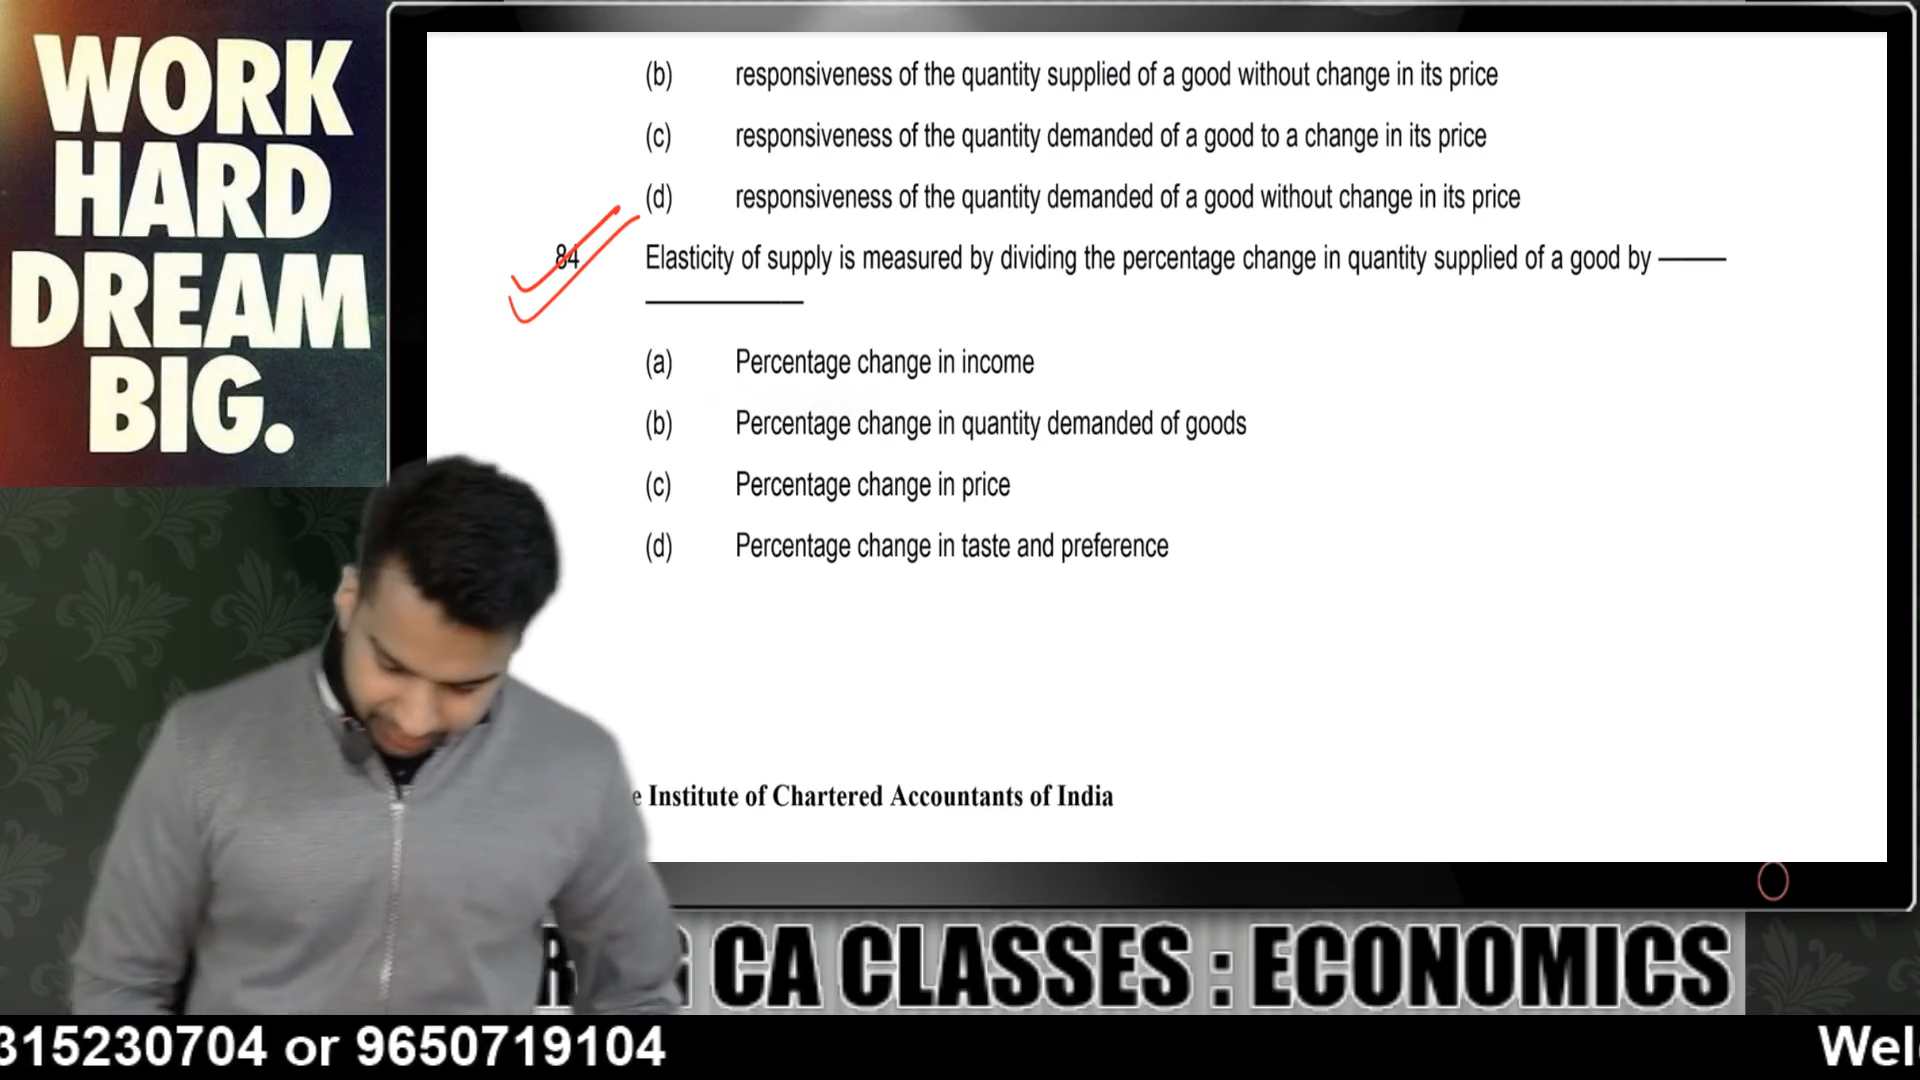 WORK
HARD
DREAM
BIG.
(b) responsiveness of the quantity supplied of a good without change in its price
(c) responsiveness of the quantity demanded of a good to a change in its price
(d) responsiveness of the quantity demanded of a good without change in its price
84 Elasticity of supply is measured by dividing the percentage change in quantity supplied of a good by ———
———————
(a) Percentage change in income
(b) Percentage change in quantity demanded of goods
(c) Percentage change in price
(d) Percentage change in taste and preference
e Institute of Chartered Accountants of India
CA CLASSES : ECONOMICS
315230704 or 9650719104
Wel